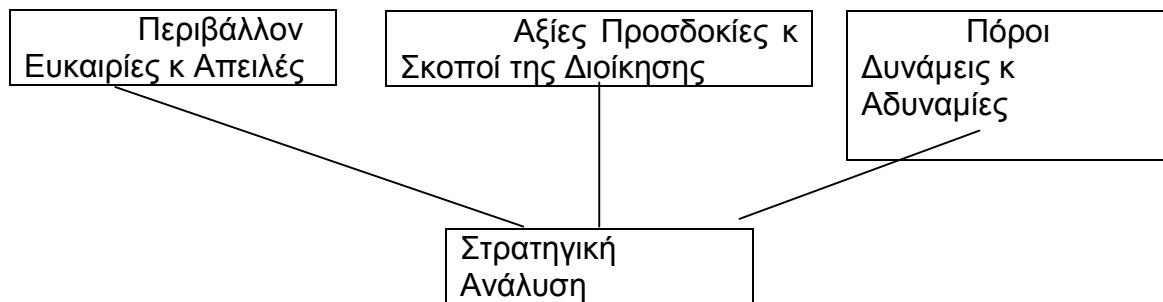 Περιβάλλον
Ευκαιρίες κ Απειλές
Αξίες Προσδοκίες κ
Σκοποί της Διοίκησης
Πόροι
Δυνάμεις κ
Αδυναμίες
Στρατηγική
Ανάλυση